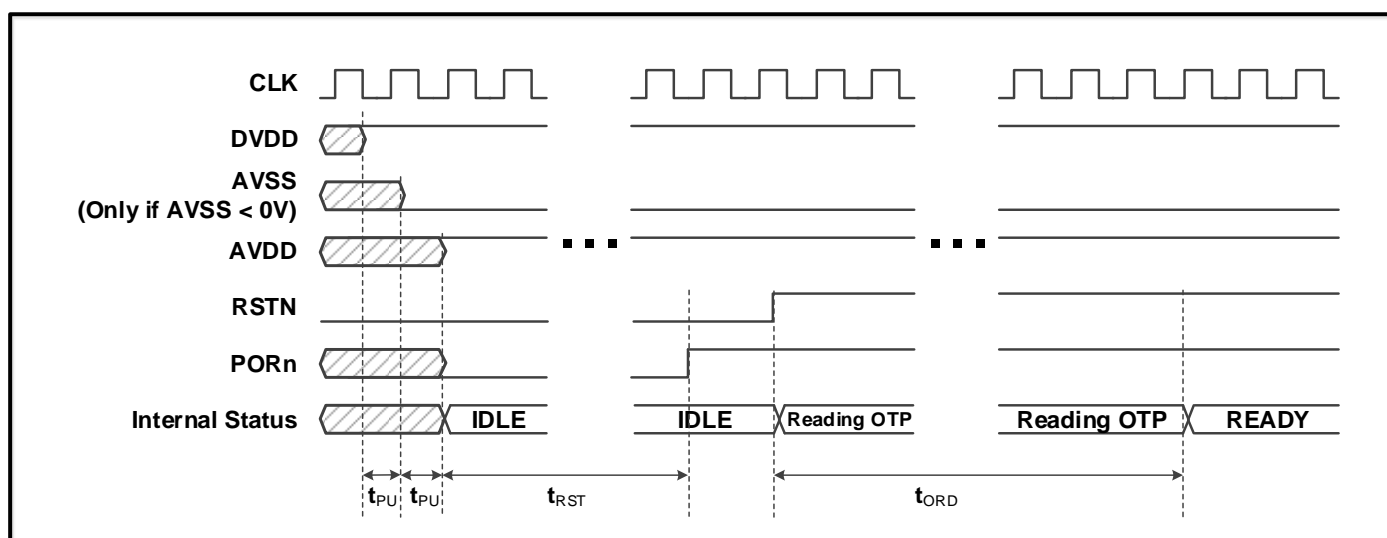 CLK
DVDD
AVSS
(Only if AVSS < 0V)
AVDD
RSTN
PORn
Internal Status
IDLE
IDLE
Reading OTP
Reading OTP
READY
tPU
tPU
tRST
tORD